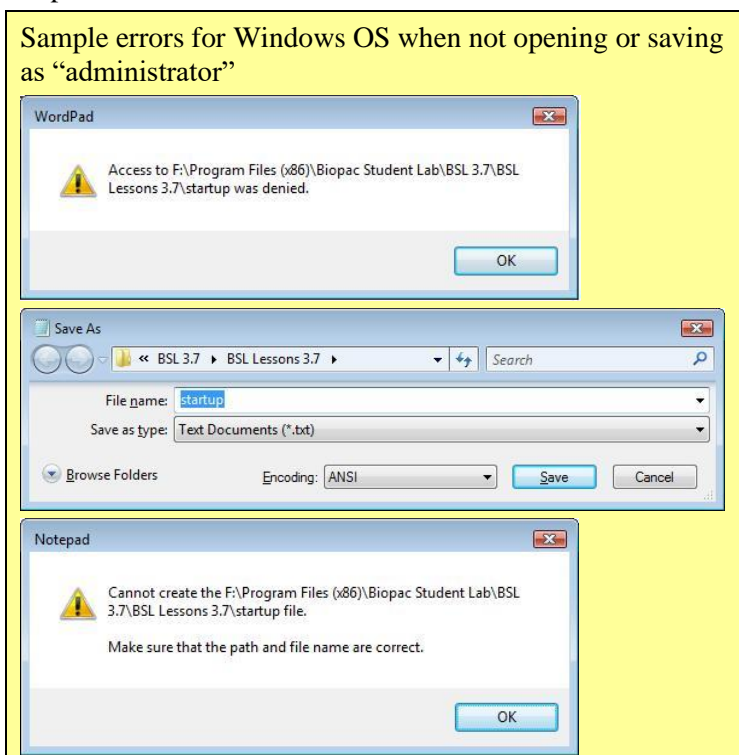 Sample errors for Windows OS when not opening or saving
as “administrator”
WordPad
Access to F:\Program Files (x86)\Biopac Student Lab\BSL 3.7\BSL
Lessons 3.7\startup was denied.
OK
Save As
« BSL 3.7 ▸ BSL Lessons 3.7 ▸ Search
File name: startup
Save as type: Text Documents (*.txt)
Browse Folders Encoding: ANSI Save Cancel
Notepad
Cannot create the F:\Program Files (x86)\Biopac Student Lab\BSL
3.7\BSL Lessons 3.7\startup file.
Make sure that the path and file name are correct.
OK